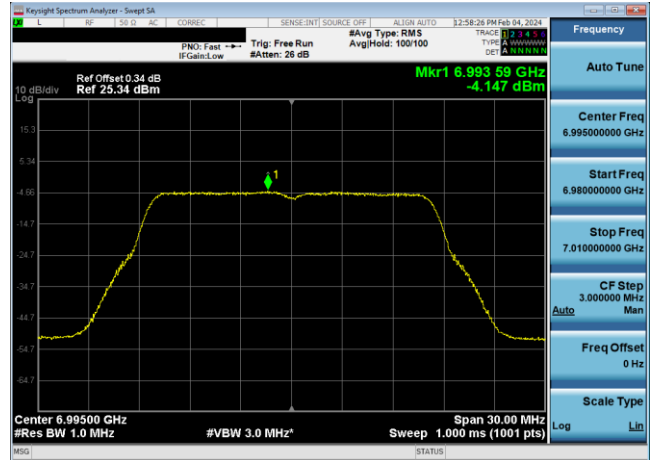 Keysight Spectrum Analyzer - Swept SA
LXI L RF 50 Ω AC CORREC SENSE:INT SOURCE OFF ALIGN AUTO 12:58:26 PM Feb 04, 2024
PNO: Fast
IFGain:Low
Trig: Free Run
#Atten: 26 dB
#Avg Type: RMS
Avg|Hold: 100/100
TRACE 1 2 3 4 5 6
TYPE A WWWWW
DET A N N N N N
Frequency
Ref Offset 0.34 dB
10 dB/div Ref 25.34 dBm
Log
Mkr1 6.993 59 GHz
-4.147 dBm
15.3
5.34
-4.66
-14.7
-24.7
-34.7
-44.7
-54.7
-64.7
1
Center 6.99500 GHz Span 30.00 MHz
#Res BW 1.0 MHz #VBW 3.0 MHz* Sweep 1.000 ms (1001 pts)
MSG STATUS
Auto Tune
Center Freq
6.995000000 GHz
Start Freq
6.980000000 GHz
Stop Freq
7.010000000 GHz
CF Step
3.000000 MHz
Auto Man
Freq Offset
0 Hz
Scale Type
Log Lin